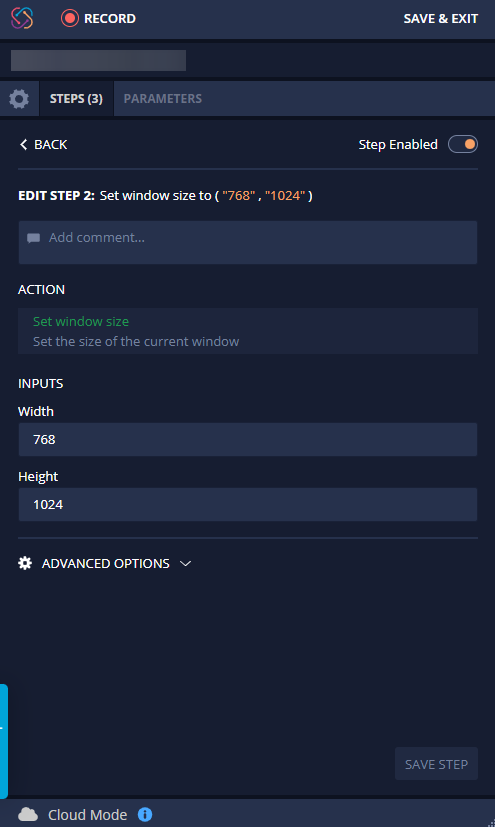 RECORD
SAVE & EXIT
STEPS (3)
PARAMETERS
BACK
Step Enabled
EDIT STEP 2: Set window size to ( "768" , "1024" )
Add comment...
ACTION
Set window size
Set the size of the current window
INPUTS
Width
768
Height
1024
ADVANCED OPTIONS
SAVE STEP
Cloud Mode